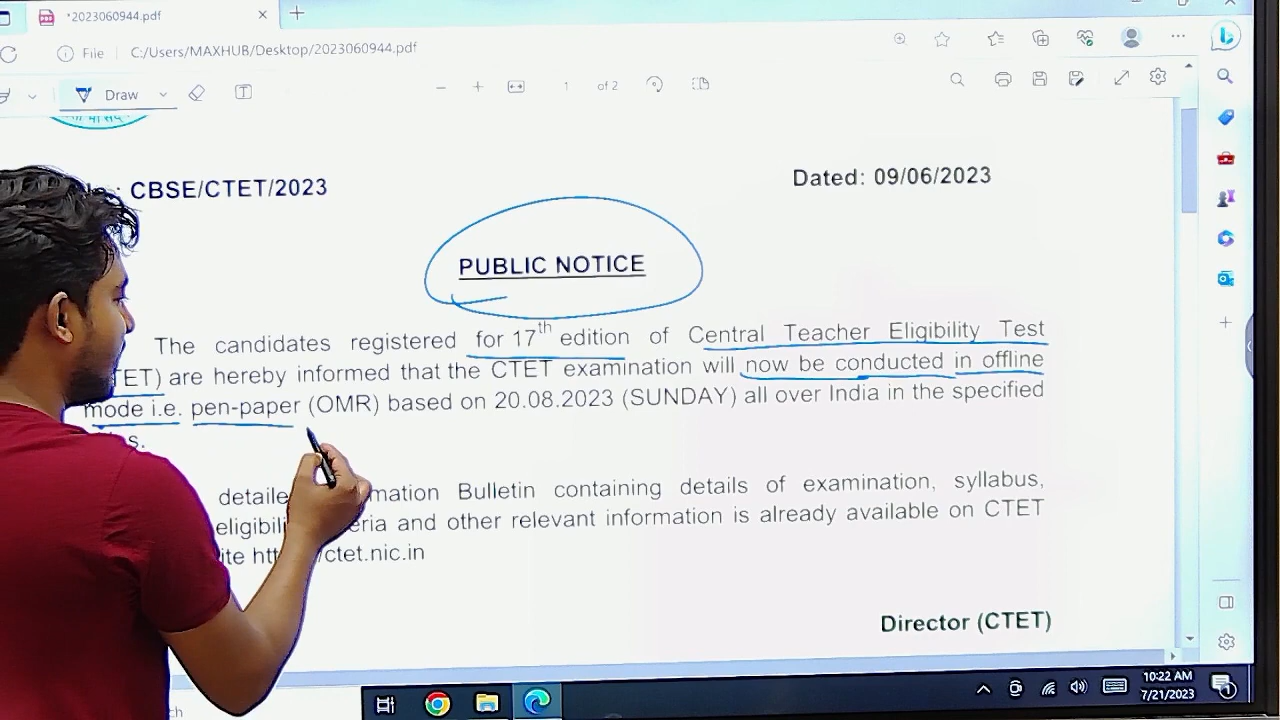 *2023060944.pdf
File C:/Users/MAXHUB/Desktop/2023060944.pdf
Draw
1 of 2
CBSE/CTET/2023
Dated: 09/06/2023
PUBLIC NOTICE
The candidates registered for 17th edition of Central Teacher Eligibility Test
are hereby informed that the CTET examination will now be conducted in offline
mode i.e. pen-paper (OMR) based on 20.08.2023 (SUNDAY) all over India in the specified
Bulletin containing details of examination, syllabus,
and other relevant information is already available on CTET
ctet.nic.in
Director (CTET)
10:22 AM
7/21/2023
1